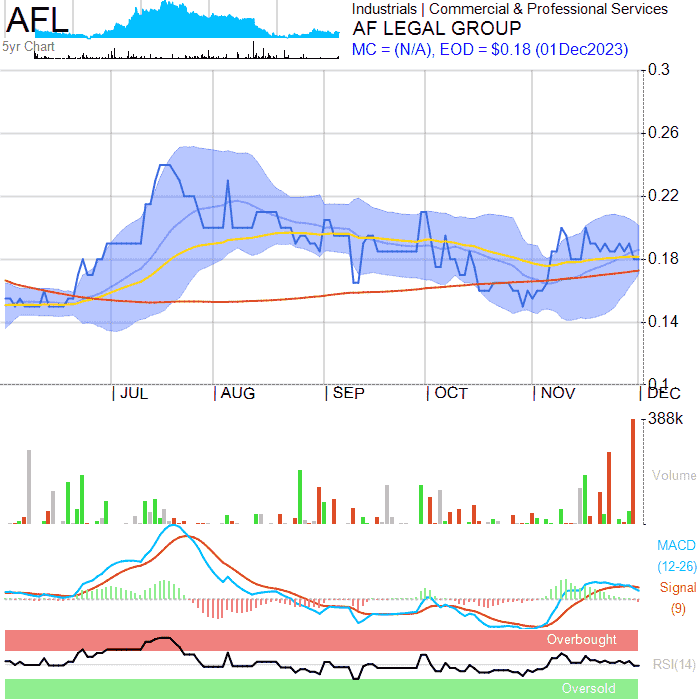 AFL
5yr Chart
Industrials | Commercial & Professional Services
AF LEGAL GROUP
MC = (N/A), EOD = $0.18 (01Dec2023)
0.3
0.26
0.22
0.18
0.14
0.1
JUL
AUG
SEP
OCT
NOV
DEC
388k
Volume
MACD
(12-26)
Signal
(9)
Overbought
RSI(14)
Oversold